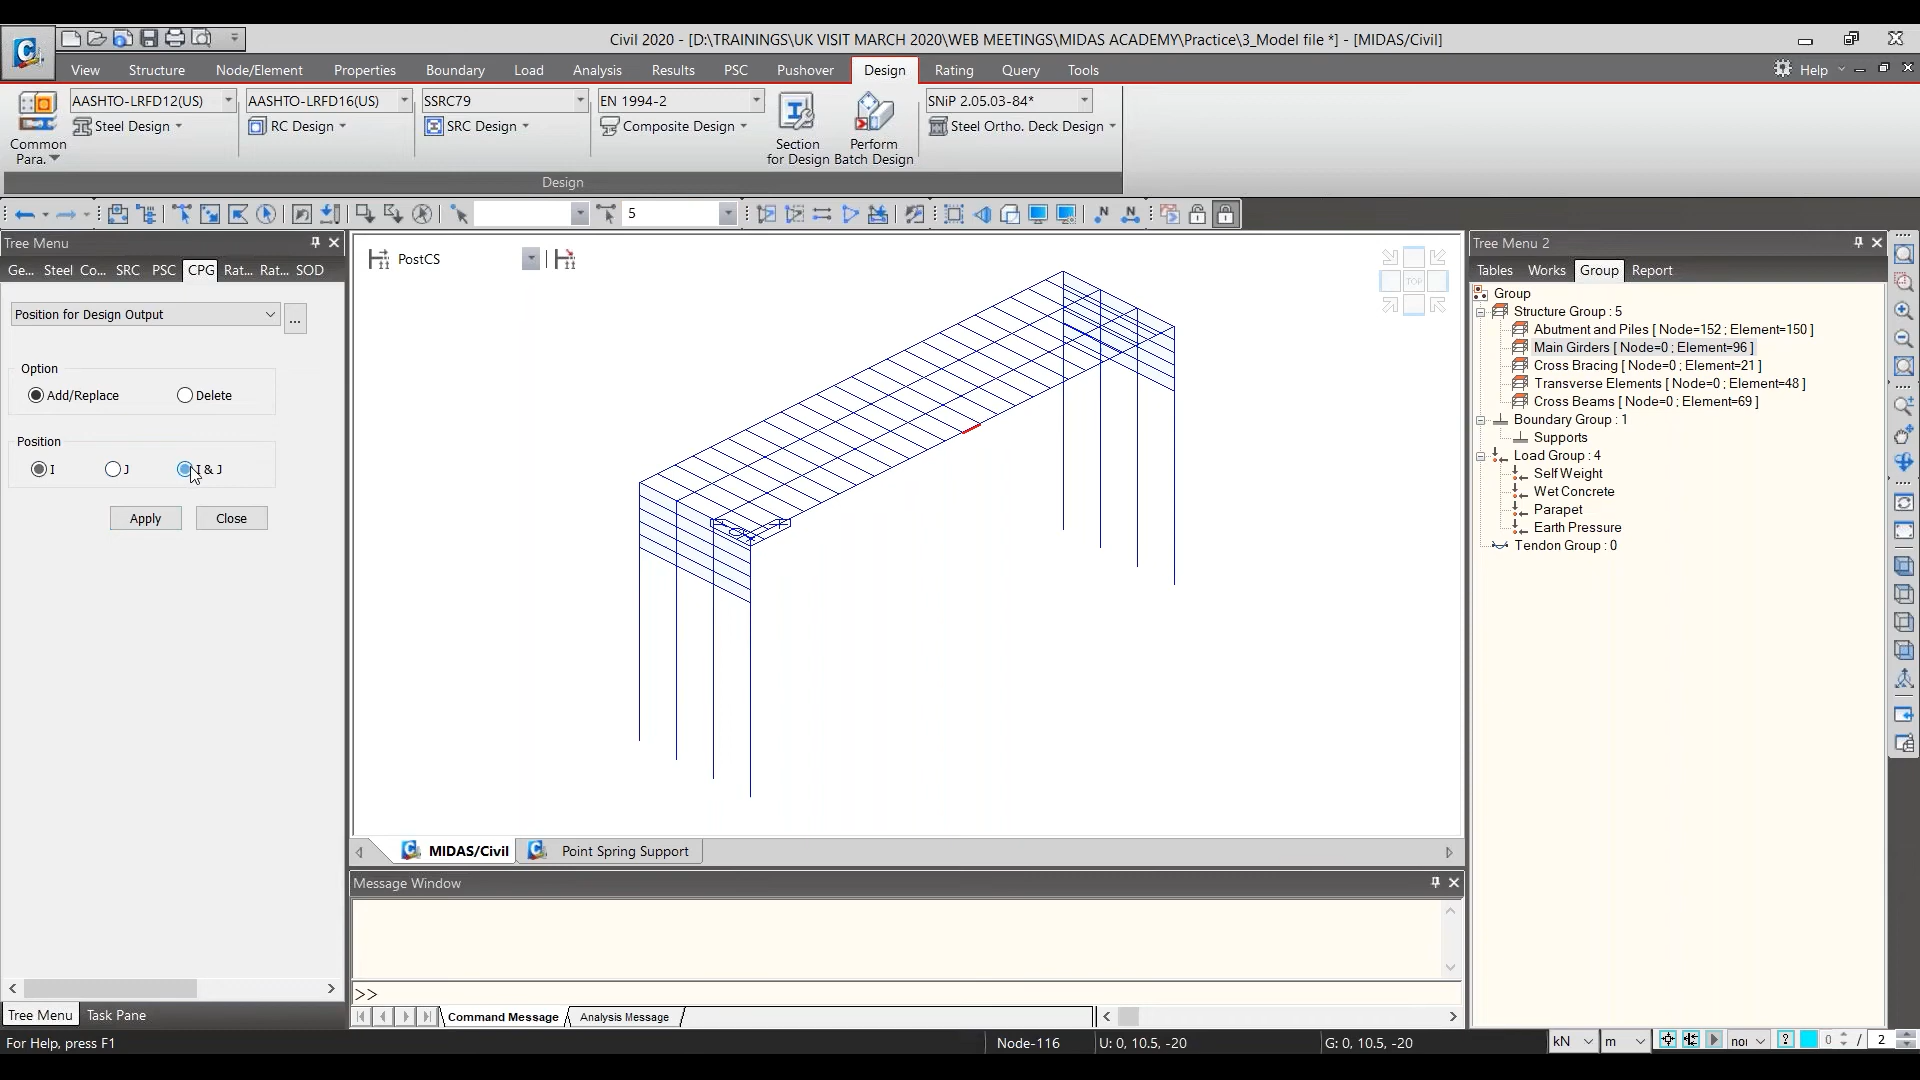 Civil 2020 - [D:\TRAININGS\UK VISIT MARCH 2020\WEB MEETINGS\MIDAS ACADEMY\Practice\3_Model file *] - [MIDAS/Civil]
View Structure Node/Element Properties Boundary Load Analysis Results PSC Pushover Design Rating Query Tools Help
AASHTO-LRFD12(US) AASHTO-LRFD16(US) SSRC79 EN 1994-2 SNiP 2.05.03-84*
Steel Design RC Design SRC Design Composite Design Steel Ortho. Deck Design
Common Para.
Section for Design
Perform Batch Design
Design
5
Tree Menu
Ge... Steel Co... SRC PSC CPG Rat... Rat... SOD
Position for Design Output
...
Option
Add/Replace Delete
Position
I J I & J
Apply Close
Tree Menu Task Pane
PostCS
TOP
MIDAS/Civil Point Spring Support
Message Window
>>
Command Message Analysis Message
Tree Menu 2
Tables Works Group Report
Group
Structure Group : 5
Abutment and Piles [ Node=152 ; Element=150 ]
Main Girders [ Node=0 ; Element=96 ]
Cross Bracing [ Node=0 ; Element=21 ]
Transverse Elements [ Node=0 ; Element=48 ]
Cross Beams [ Node=0 ; Element=69 ]
Boundary Group : 1
Supports
Load Group : 4
Self Weight
Wet Concrete
Parapet
Earth Pressure
Tendon Group : 0
For Help, press F1 Node-116 U: 0, 10.5, -20 G: 0, 10.5, -20 kN m noı ? 0 / 2